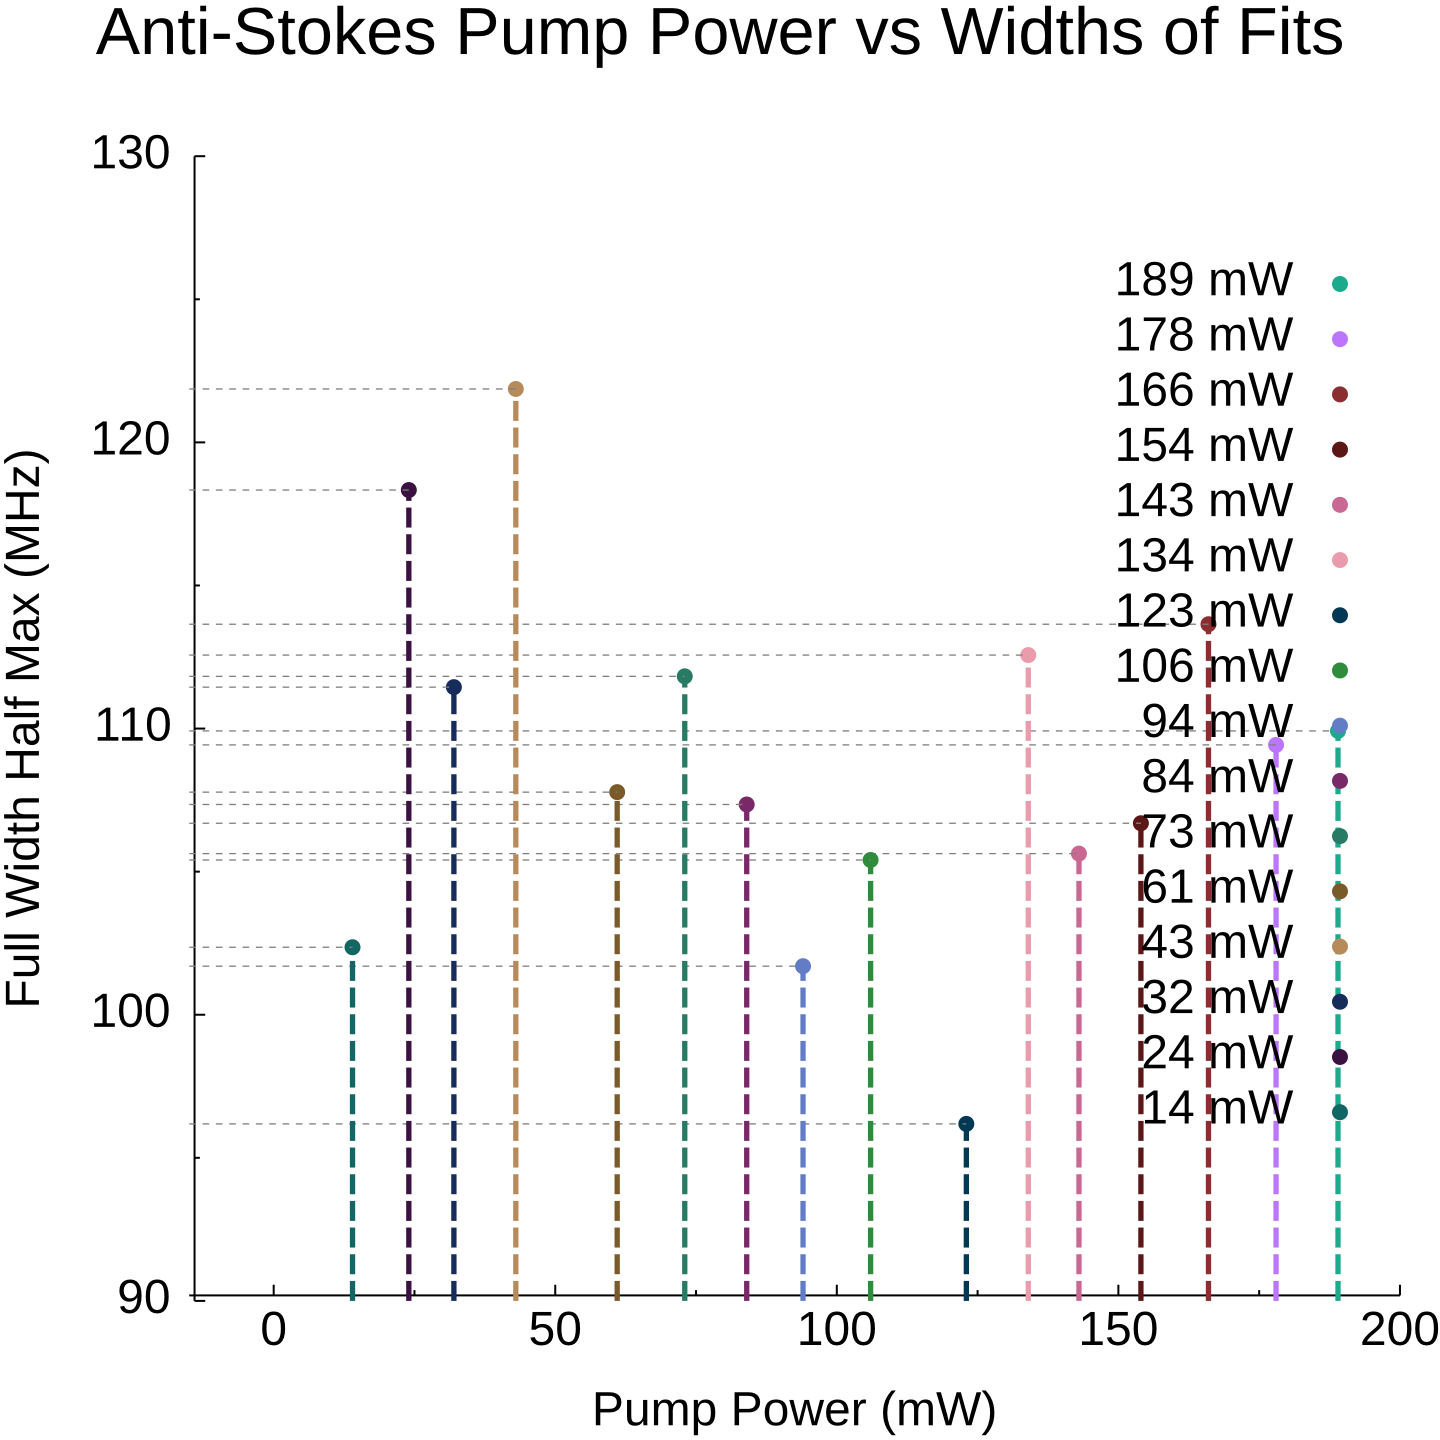 Anti-Stokes Pump Power vs Widths of Fits
130
120
110
100
90
Full Width Half Max (MHz)
189 mW
178 mW
166 mW
154 mW
143 mW
134 mW
123 mW
106 mW
94 mW
84 mW
73 mW
61 mW
43 mW
32 mW
24 mW
14 mW
0 50 100 150 200
Pump Power (mW)